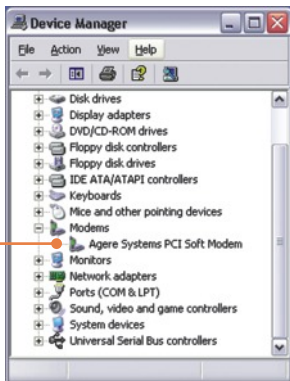 Device Manager
File Action View Help
Disk drives
Display adapters
DVD/CD-ROM drives
Floppy disk controllers
Floppy disk drives
IDE ATA/ATAPI controllers
Keyboards
Mice and other pointing devices
Modems
Agere Systems PCI Soft Modem
Monitors
Network adapters
Ports (COM & LPT)
Sound, video and game controllers
System devices
Universal Serial Bus controllers